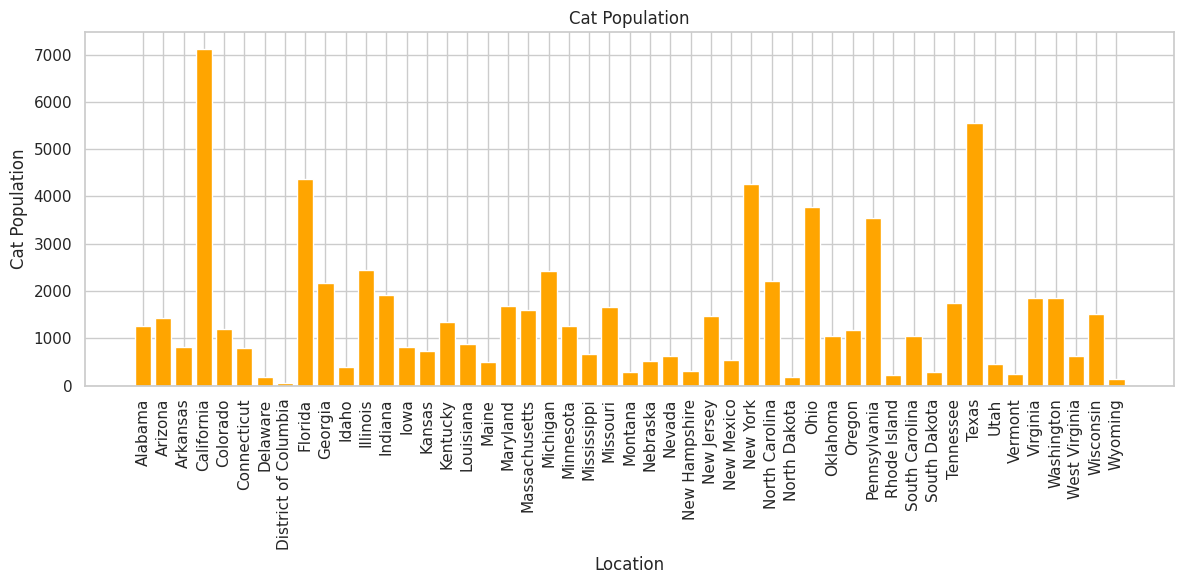 Cat Population
Cat Population
7000
6000
5000
4000
3000
2000
1000
0
Alabama
Arizona
Arkansas
California
Colorado
Connecticut
Delaware
District of Columbia
Florida
Georgia
Idaho
Illinois
Indiana
Iowa
Kansas
Kentucky
Louisiana
Maine
Maryland
Massachusetts
Michigan
Minnesota
Mississippi
Missouri
Montana
Nebraska
Nevada
New Hampshire
New Jersey
New Mexico
New York
North Carolina
North Dakota
Ohio
Oklahoma
Oregon
Pennsylvania
Rhode Island
South Carolina
South Dakota
Tennessee
Texas
Utah
Vermont
Virginia
Washington
West Virginia
Wisconsin
Wyoming
Location